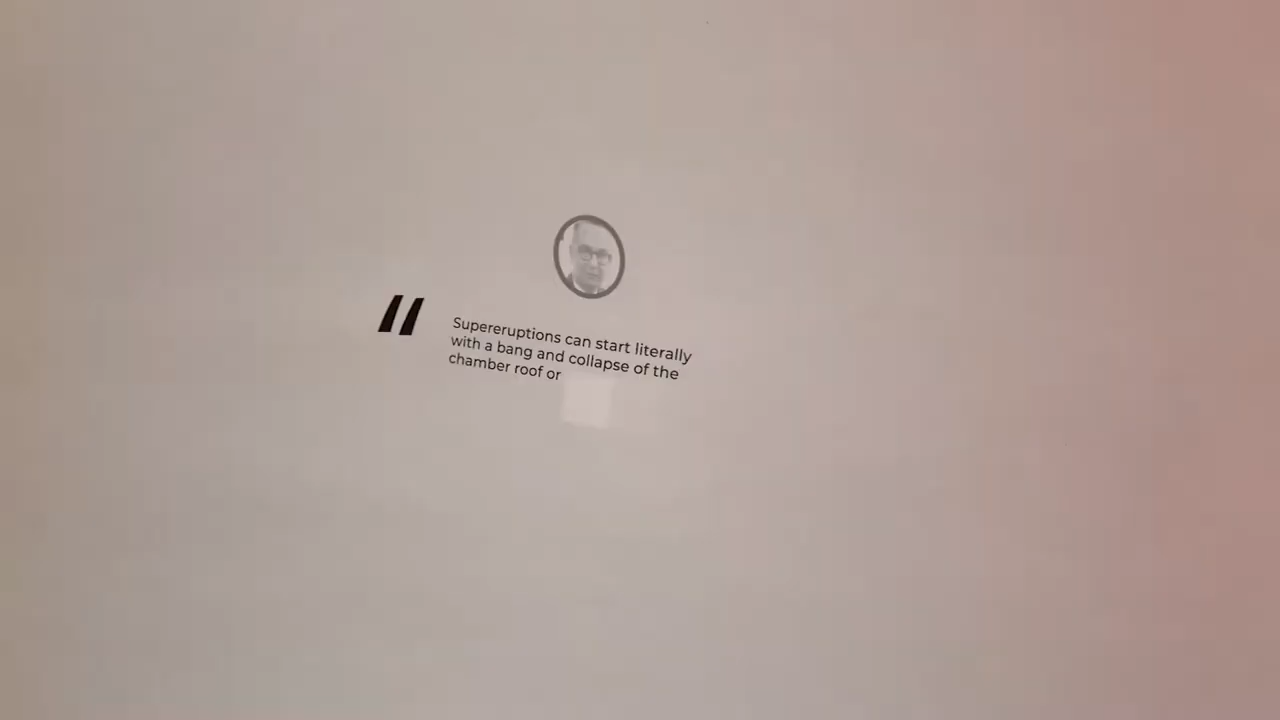 Supereruptions can start literally
with a bang and collapse of the
chamber roof or